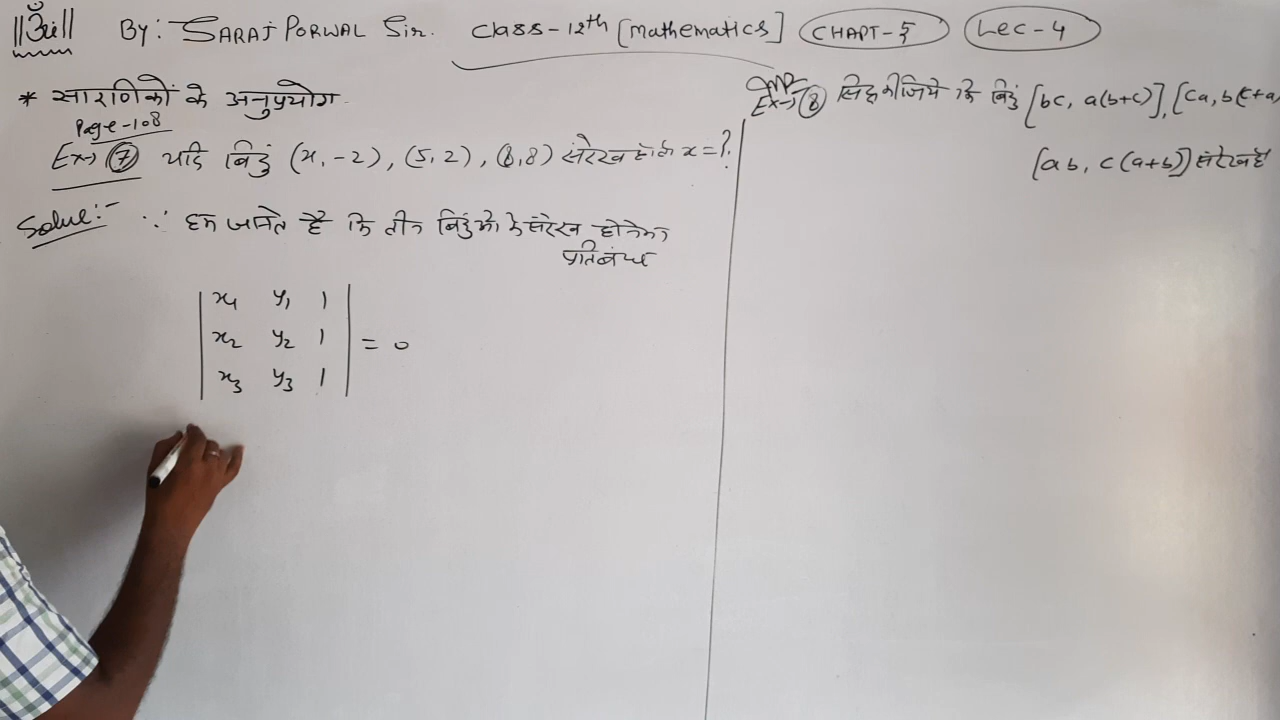 ||ॐ||
By: SARAJ PORWAL Sir. Class-12th [Mathematics] CHAPT-5 Lec-4
* सारणिकों के अनुप्रयोग
Page-108
Ex→ 7 यदि बिंदु (x,-2), (5,2), (8,8) संरेख हो के x=?
Solve:- ∵ हम जानते है कि तीन बिंदुओ के संरेख होने का
प्रतिबंध
| x₁ y₁ 1 |
| x₂ y₂ 1 | = 0
| x₃ y₃ 1 |
Imp
Ex→ 8 सिद्ध कीजिये कि बिंदु [bc, a(b+c)], [ca, b(c+a)
[ab, c(a+b)] संरेख है